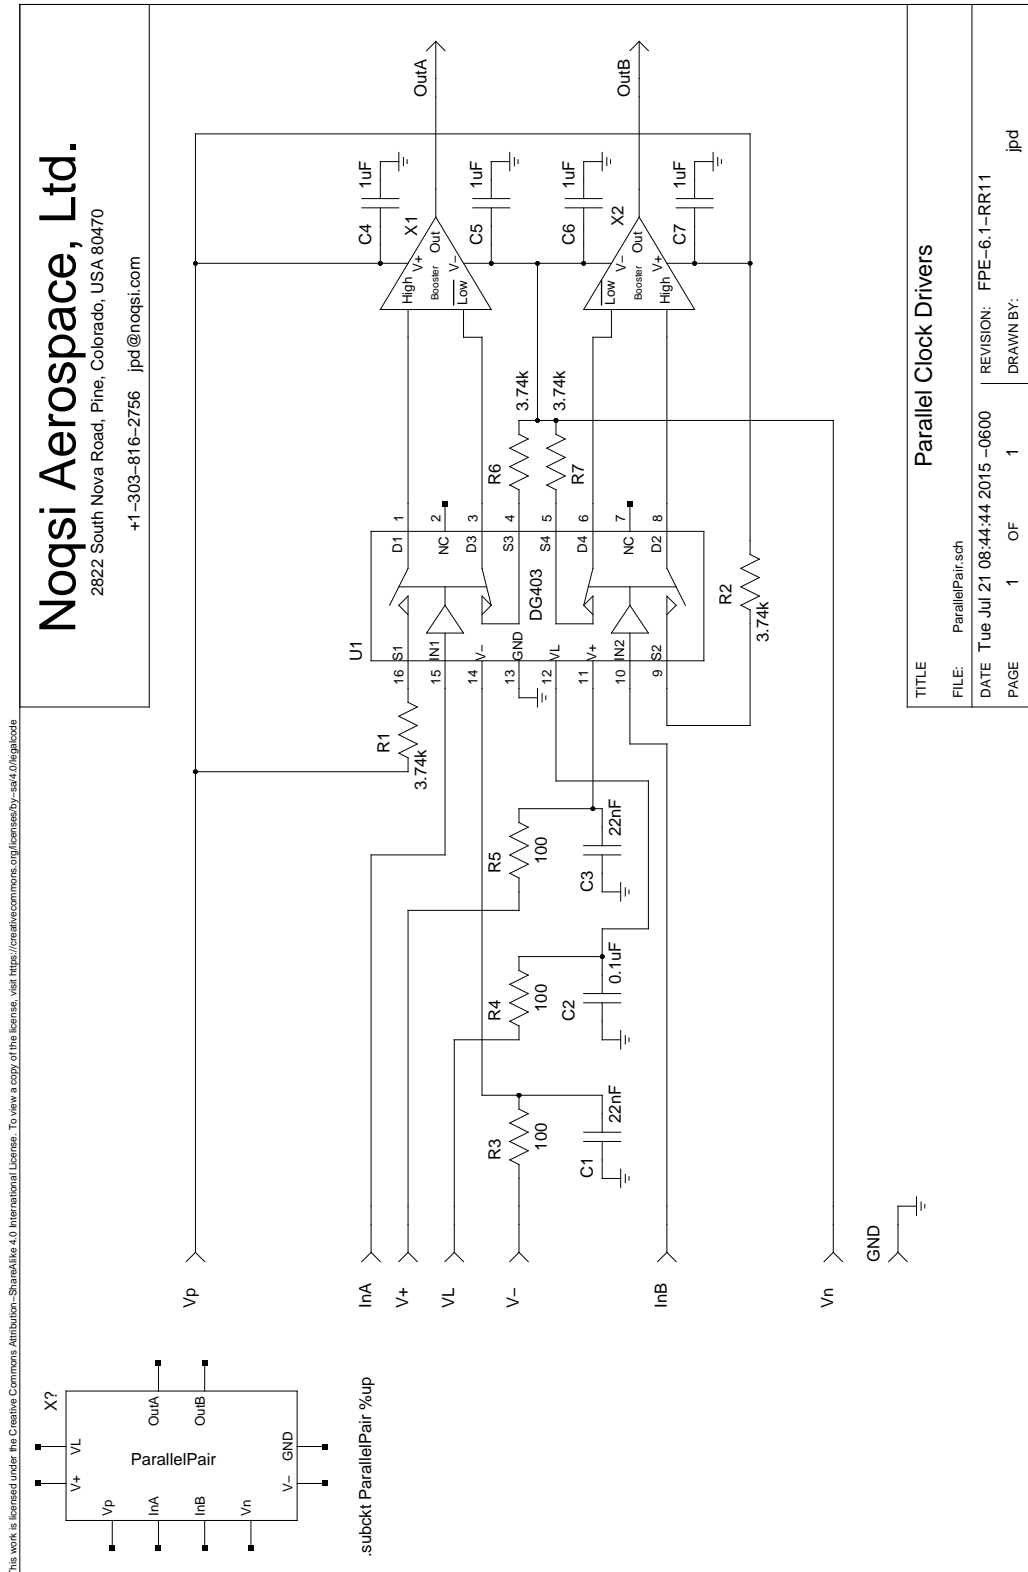 This work is licensed under the Creative Commons Attribution−ShareAlike 4.0 International License. To view a copy of the license, visit https://creativecommons.org/licenses/by−sa/4.0/legalcode
Noqsi Aerospace, Ltd.
2822 South Nova Road, Pine, Colorado, USA 80470
+1−303−816−2756 jpd@noqsi.com
X?
V+
VL
Vp
InA
InB
Vn
ParallelPair
OutA
OutB
V−
GND
.subckt ParallelPair %up
Vp
InA
V+
VL
V−
InB
Vn
GND
R3
100
C1
22nF
R4
100
C2
0.1uF
R5
100
C3
22nF
R1
3.74k
U1
DG403
16 S1
15 IN1
14 V−
13 GND
12 VL
11 V+
10 IN2
9 S2
D1 1
NC 2
D3 3
S3 4
S4 5
D4 6
NC 7
D2 8
R2
3.74k
R6
3.74k
R7
3.74k
X1
High
V+
Booster
Out
Low
V−
C4
1uF
C5
1uF
OutA
X2
Low
V−
Booster
Out
High
V+
C6
1uF
C7
1uF
OutB
TITLE
Parallel Clock Drivers
FILE: ParallelPair.sch
REVISION: FPE−6.1−RR11
DATE Tue Jul 21 08:44:44 2015 −0600
PAGE 1 OF 1
DRAWN BY: jpd